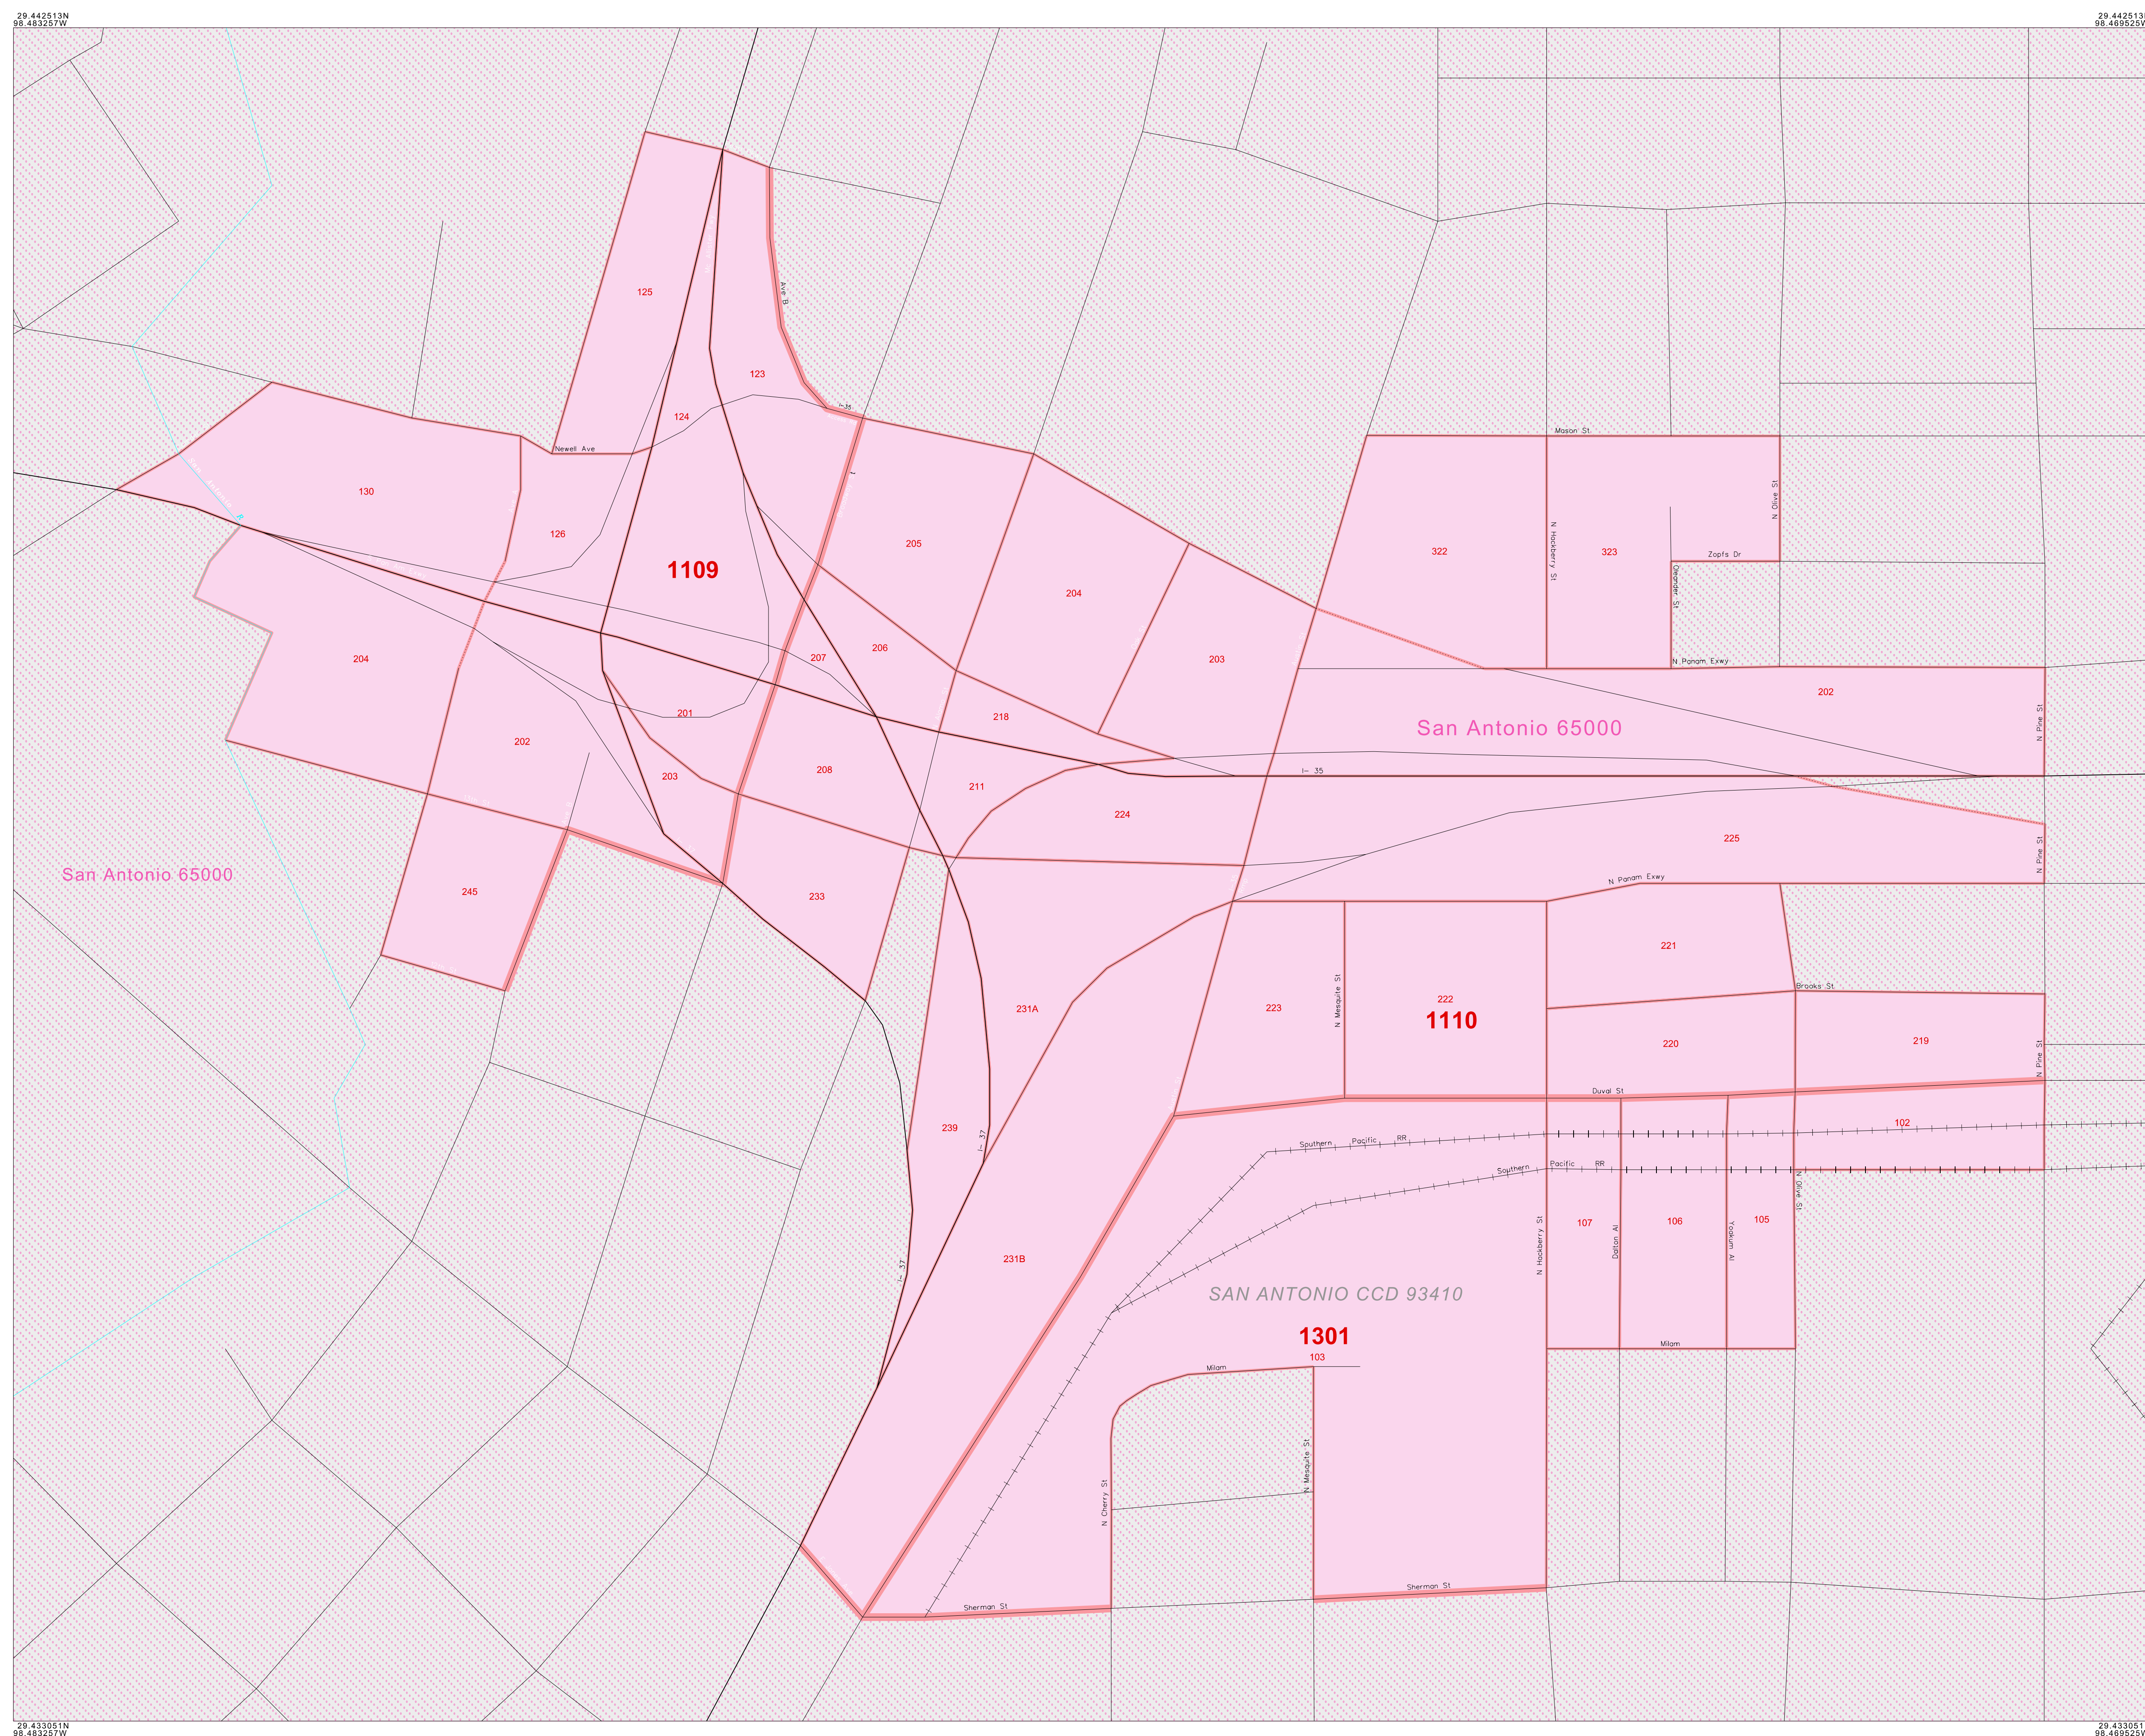 29.442513N
98.483257W
29.442513N
98.469525W
125
Ave B
123
I-35
124
Newell Ave
Mason St
130
126
1109
205
204
322
N Hackberry St
323
N Olive St
Zopfs Dr
Oleander St
N Panam Exwy
204
207
206
203
202
201
218
San Antonio 65000
N Pine St
202
203
208
211
I- 35
224
225
N Pine St
San Antonio 65000
245
233
N Panam Exwy
221
231A
223
N Mesquite St
222
1110
Brooks St
220
219
N Pine St
Duval St
239
I- 37
102
Southern Pacific RR
Southern Pacific RR
N Olive St
107
Dalton Al
106
Yoakum Al
105
N Hackberry St
231B
I- 37
SAN ANTONIO CCD 93410
1301
103
Milam
Milam
N Cherry St
N Mesquite St
Sherman St
Sherman St
29.433051N
98.483257W
29.433051
98.469525W